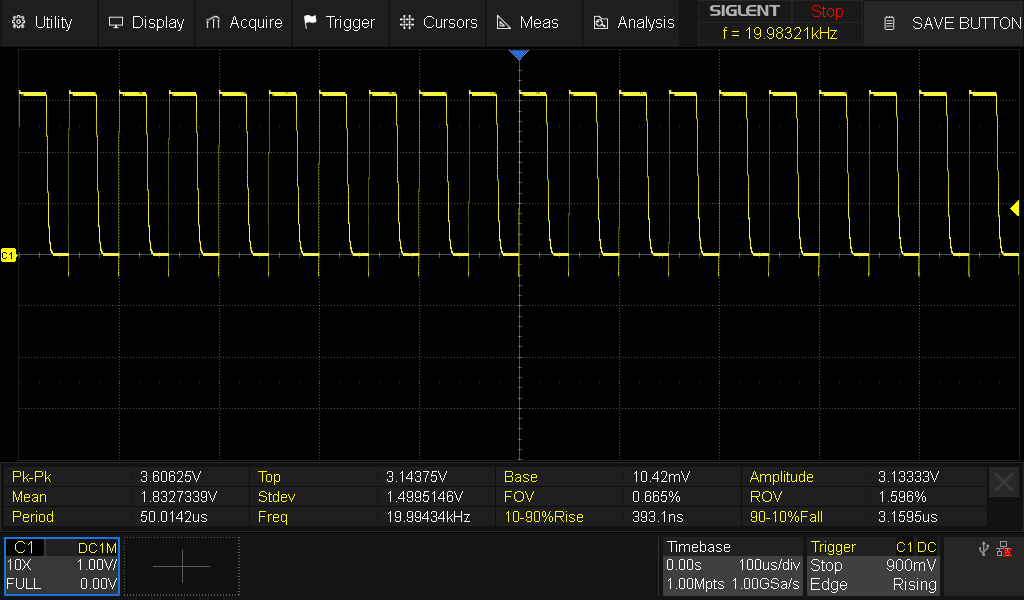 Utility Display Acquire Trigger Cursors Meas Analysis SIGLENT Stop SAVE BUTTON
f = 19.98321kHz
C1
Pk-Pk 3.60625V Top 3.14375V Base 10.42mV Amplitude 3.13333V
Mean 1.8327339V Stdev 1.4995146V FOV 0.665% ROV 1.596%
Period 50.0142us Freq 19.99434kHz 10-90%Rise 393.1ns 90-10%Fall 3.1595us
C1 DC1M Timebase Trigger C1 DC
10X 1.00V/ 0.00s 100us/div Stop 900mV
FULL 0.00V 1.00Mpts 1.00GSa/s Edge Rising